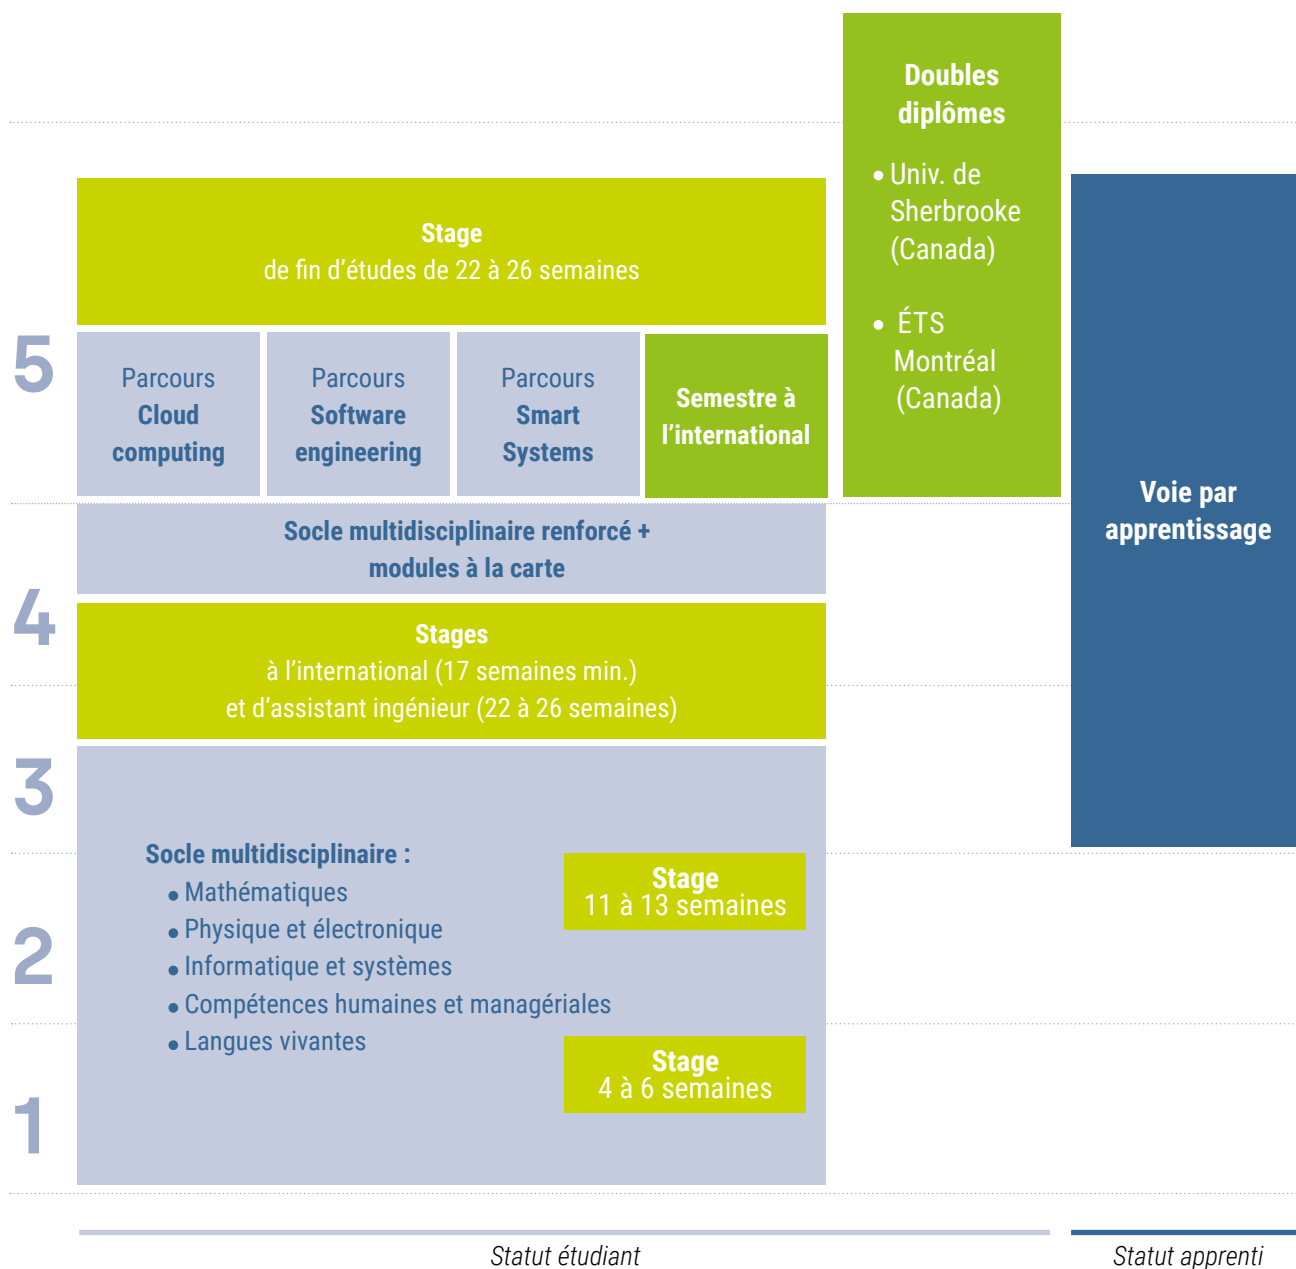 Doubles
diplômes
• Univ. de
Sherbrooke
(Canada)
• ÉTS
Montréal
(Canada)
Stage
de fin d’études de 22 à 26 semaines
5
Parcours
Cloud
computing
Parcours
Software
engineering
Parcours
Smart
Systems
Semestre à
l’international
Voie par
apprentissage
Socle multidisciplinaire renforcé +
modules à la carte
4
Stages
à l’international (17 semaines min.)
et d’assistant ingénieur (22 à 26 semaines)
3
Socle multidisciplinaire :
• Mathématiques
• Physique et électronique
• Informatique et systèmes
• Compétences humaines et managériales
• Langues vivantes
Stage
11 à 13 semaines
2
Stage
4 à 6 semaines
1
Statut étudiant
Statut apprenti